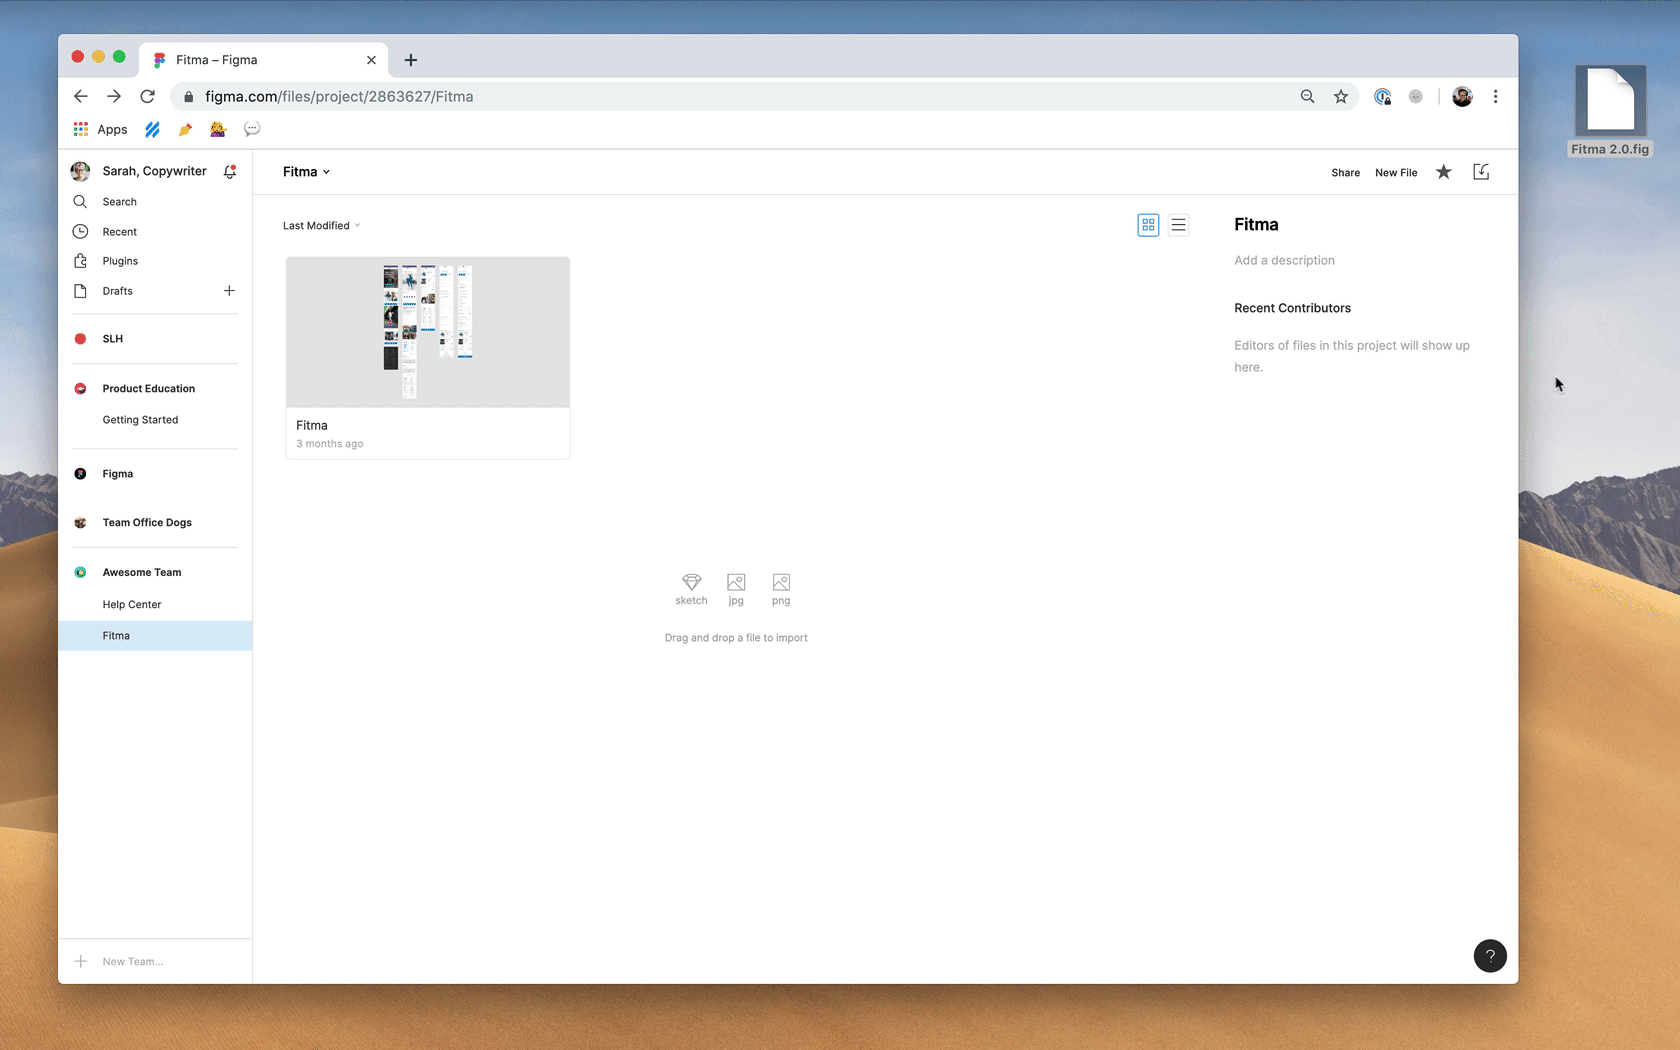 Fitma – Figma
figma.com/files/project/2863627/Fitma
Apps
Fitma 2.0.fig
Sarah, Copywriter
Search
Recent
Plugins
Drafts
SLH
Product Education
Getting Started
Figma
Team Office Dogs
Awesome Team
Help Center
Fitma
New Team...
Fitma
Share
New File
Last Modified
Fitma
3 months ago
sketch
jpg
png
Drag and drop a file to import
Fitma
Add a description
Recent Contributors
Editors of files in this project will show up
here.
?